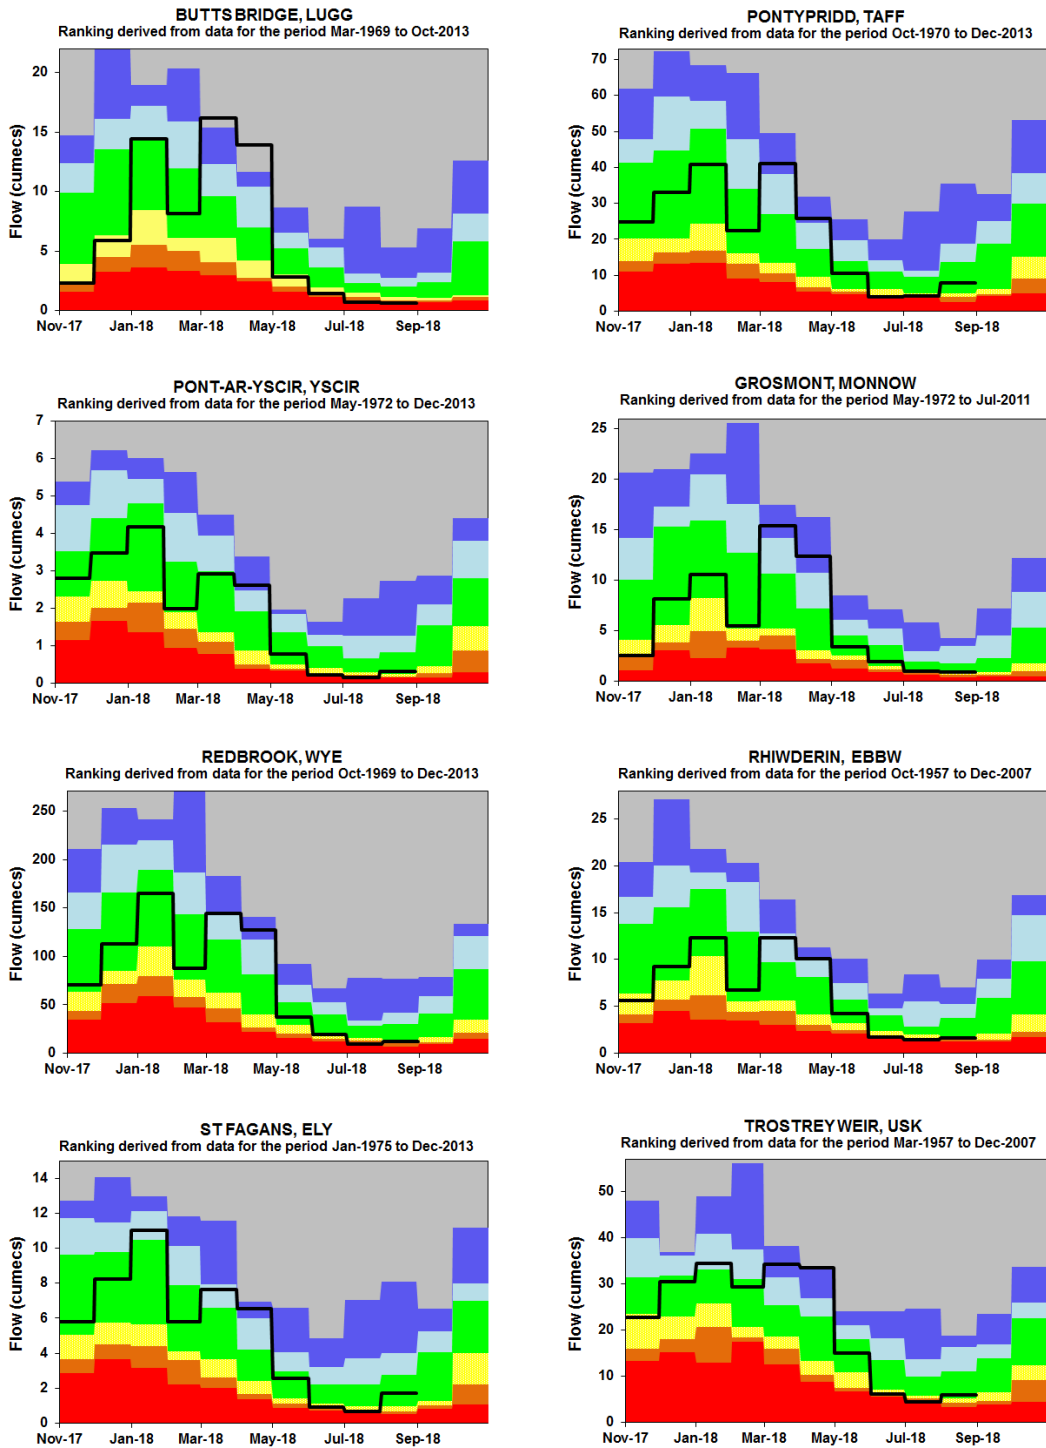 BUTTSBRIDGE, LUGG
Ranking derived from data for the period Mar-1969 to Oct-2013
Flow (cumecs)
20
15
10
5
0
Nov-17 Jan-18 Mar-18 May-18 Jul-18 Sep-18
PONTYPRIDD, TAFF
Ranking derived from data for the period Oct-1970 to Dec-2013
Flow (cumecs)
70
60
50
40
30
20
10
0
Nov-17 Jan-18 Mar-18 May-18 Jul-18 Sep-18
PONT-AR-YSCIR, YSCIR
Ranking derived from data for the period May-1972 to Dec-2013
Flow (cumecs)
7
6
5
4
3
2
1
0
Nov-17 Jan-18 Mar-18 May-18 Jul-18 Sep-18
GROSMONT, MONNOW
Ranking derived from data for the period May-1972 to Jul-2011
Flow (cumecs)
25
20
15
10
5
0
Nov-17 Jan-18 Mar-18 May-18 Jul-18 Sep-18
REDBROOK, WYE
Ranking derived from data for the period Oct-1969 to Dec-2013
Flow (cumecs)
250
200
150
100
50
0
Nov-17 Jan-18 Mar-18 May-18 Jul-18 Sep-18
RHIWDERIN, EBBW
Ranking derived from data for the period Oct-1957 to Dec-2007
Flow (cumecs)
25
20
15
10
5
0
Nov-17 Jan-18 Mar-18 May-18 Jul-18 Sep-18
ST FAGANS, ELY
Ranking derived from data for the period Jan-1975 to Dec-2013
Flow (cumecs)
14
12
10
8
6
4
2
0
Nov-17 Jan-18 Mar-18 May-18 Jul-18 Sep-18
TROSTREY WEIR, USK
Ranking derived from data for the period Mar-1957 to Dec-2007
Flow (cumecs)
50
40
30
20
10
0
Nov-17 Jan-18 Mar-18 May-18 Jul-18 Sep-18